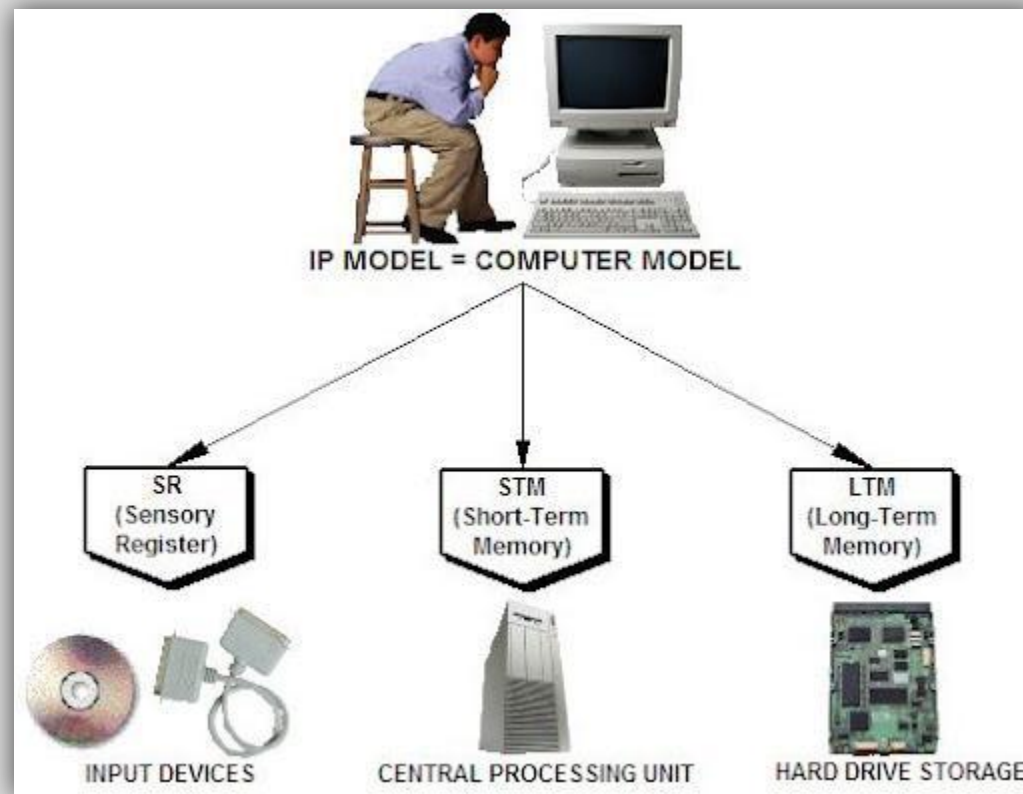 IP MODEL = COMPUTER MODEL
SR
(Sensory
Register)
STM
(Short-Term
Memory)
LTM
(Long-Term
Memory)
INPUT DEVICES
CENTRAL PROCESSING UNIT
HARD DRIVE STORAGE